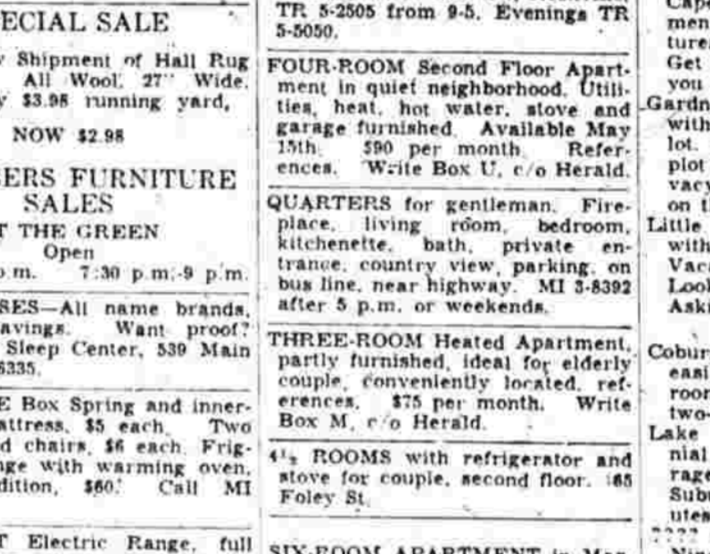 ECIAL SALE
Shipment of Hall Rug
All Wool, 27" Wide.
$3.98 running yard,
NOW $2.98
ERS FURNITURE
SALES
T THE GREEN
Open
p.m. 7:30 p.m.-9 p.m.
SES—All name brands,
avings. Want proof?
Sleep Center, 539 Main
6335.
E Box Spring and inner-
attress, $5 each. Two
d chairs, $6 each. Frig-
nge with warming oven,
dition, $60. Call MI
T Electric Range, full
TR 5-2505 from 9-5. Evenings TR
5-5050.
FOUR-ROOM Second Floor Apart-
ment in quiet neighborhood. Utili-
ties, heat, hot water, stove and
garage furnished. Available May
15th. $90 per month. Refer-
ences. Write Box U, c/o Herald.
QUARTERS for gentleman. Fire-
place, living room, bedroom,
kitchenette, bath, private en-
trance, country view, parking, on
bus line, near highway. MI 3-8392
after 5 p.m. or weekends.
THREE-ROOM Heated Apartment,
partly furnished, ideal for elderly
couple, conveniently located, ref-
erences. $75 per month. Write
Box M, c/o Herald.
4½ ROOMS with refrigerator and
stove for couple, second floor.
Foley St.
SIX-ROOM APARTMENT in
Cape
men
ture
Get
you
Gardn
with
lot.
plot
vacy
on t
Little
with
Vac
Look
Aski
Cobur
easi
room
two-
Lake
nial
rage
Subu
utes